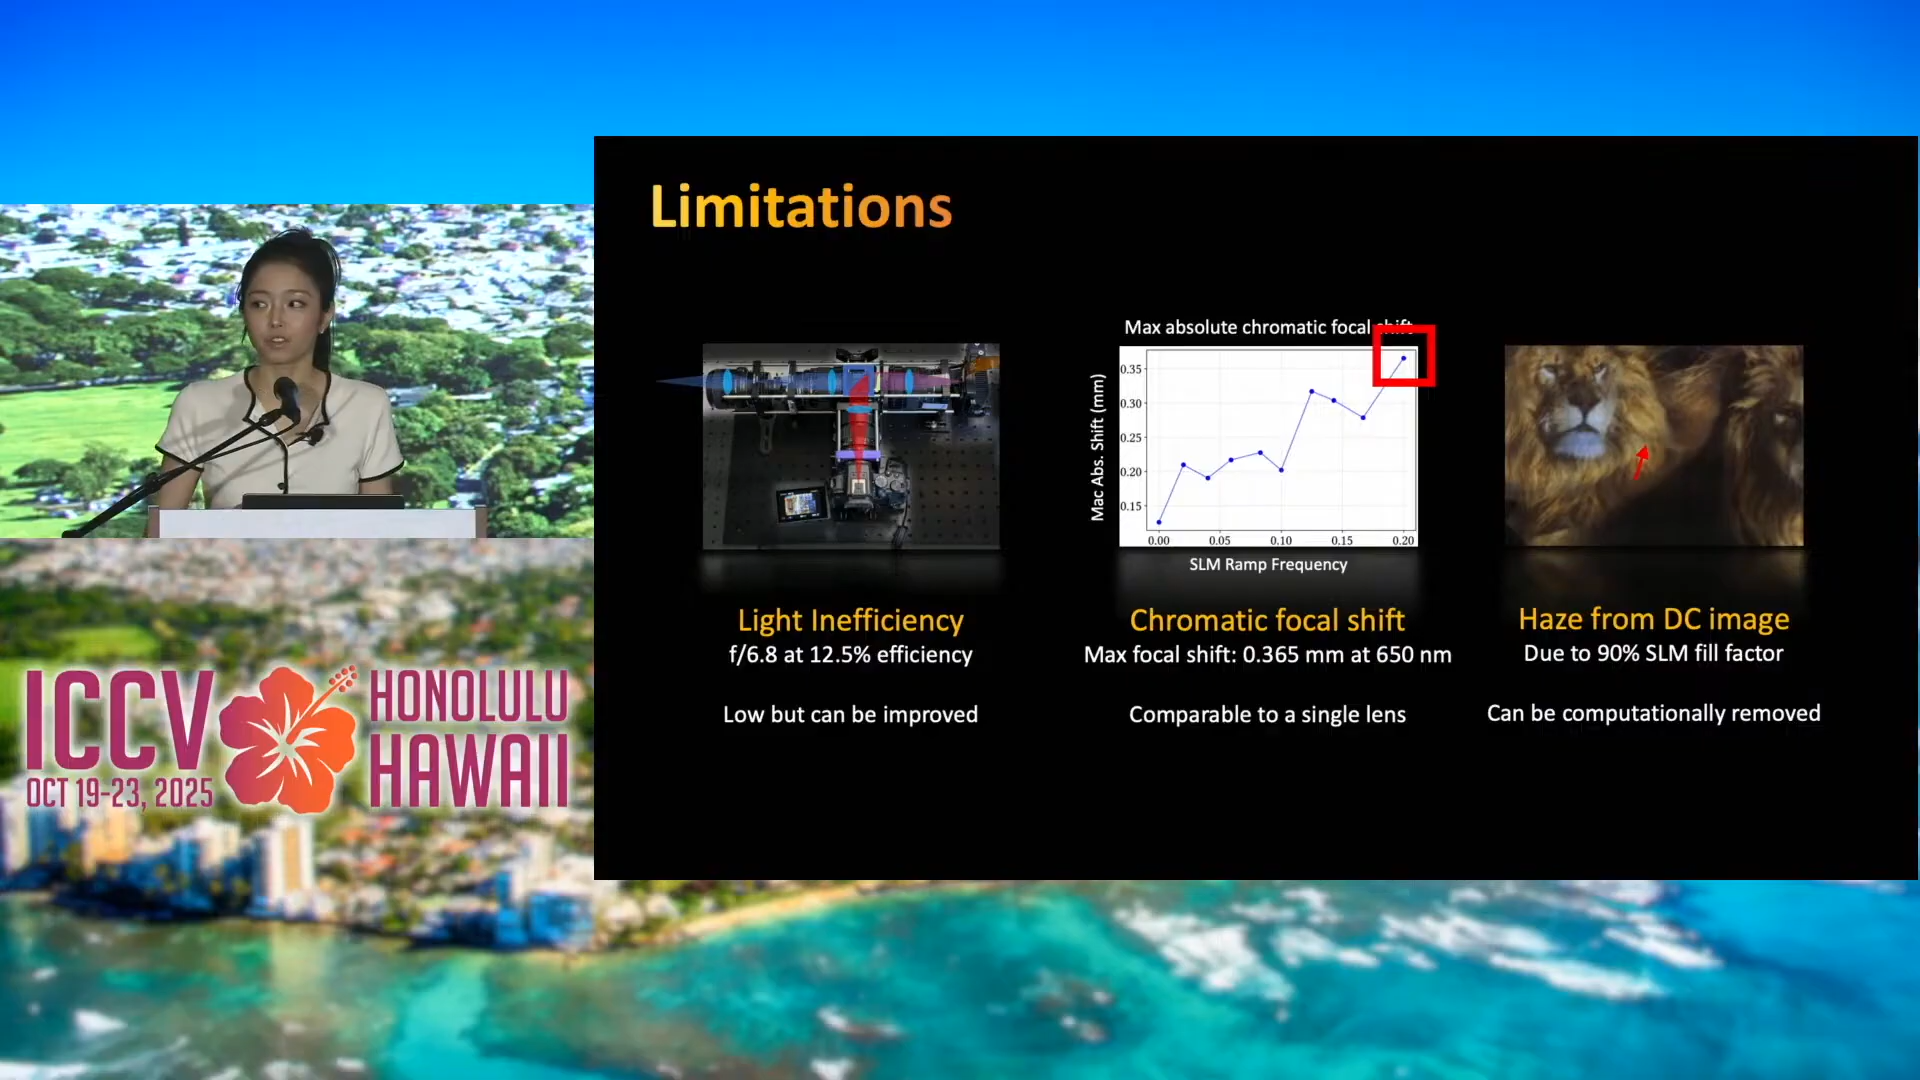 Limitations
Max absolute chromatic focal shift
Mac Abs. Shift (mm)
0.35
0.30
0.25
0.20
0.15
0.00 0.05 0.10 0.15 0.20
SLM Ramp Frequency
Light Inefficiency
f/6.8 at 12.5% efficiency
Low but can be improved
Chromatic focal shift
Max focal shift: 0.365 mm at 650 nm
Comparable to a single lens
Haze from DC image
Due to 90% SLM fill factor
Can be computationally removed
ICCV
OCT 19-23, 2025
HONOLULU
HAWAII